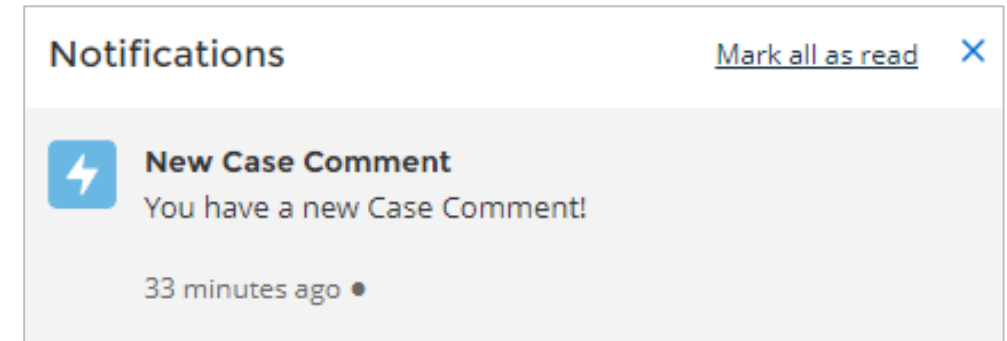 Notifications
Mark all as read
New Case Comment
You have a new Case Comment!
33 minutes ago